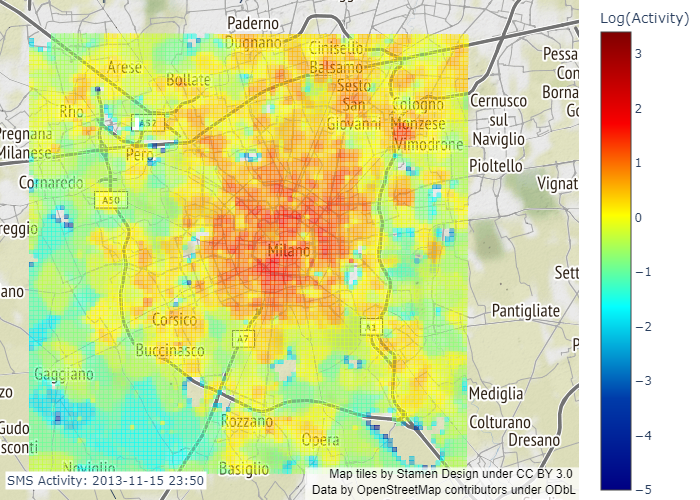 Log(Activity)
3
2
1
0
−1
−2
−3
−4
−5
Paderno
Dugnano
Cinisello
Balsamo
Sesto
San
Giovanni
Arese
Bollate
Rho
A52
Pero
Pregnana
Milanese
Cornaredo
A50
reggio
ano
Cologno
Monzese
Vimodrone
Cernusco
sul
Naviglio
Pioltello
Pessa
Con
Borna
Go
Vignat
Milano
Sett
Pantigliate
P
Corsico
A7
A1
Buccinasco
Gaggiano
zo
Gudo
sconti
Rozzano
Opera
Mediglia
Colturano
Dresano
Noviglio
Basiglio
SMS Activity: 2013-11-15 23:50
Map tiles by Stamen Design under CC BY 3.0
Data by OpenStreetMap contributors under ODbL